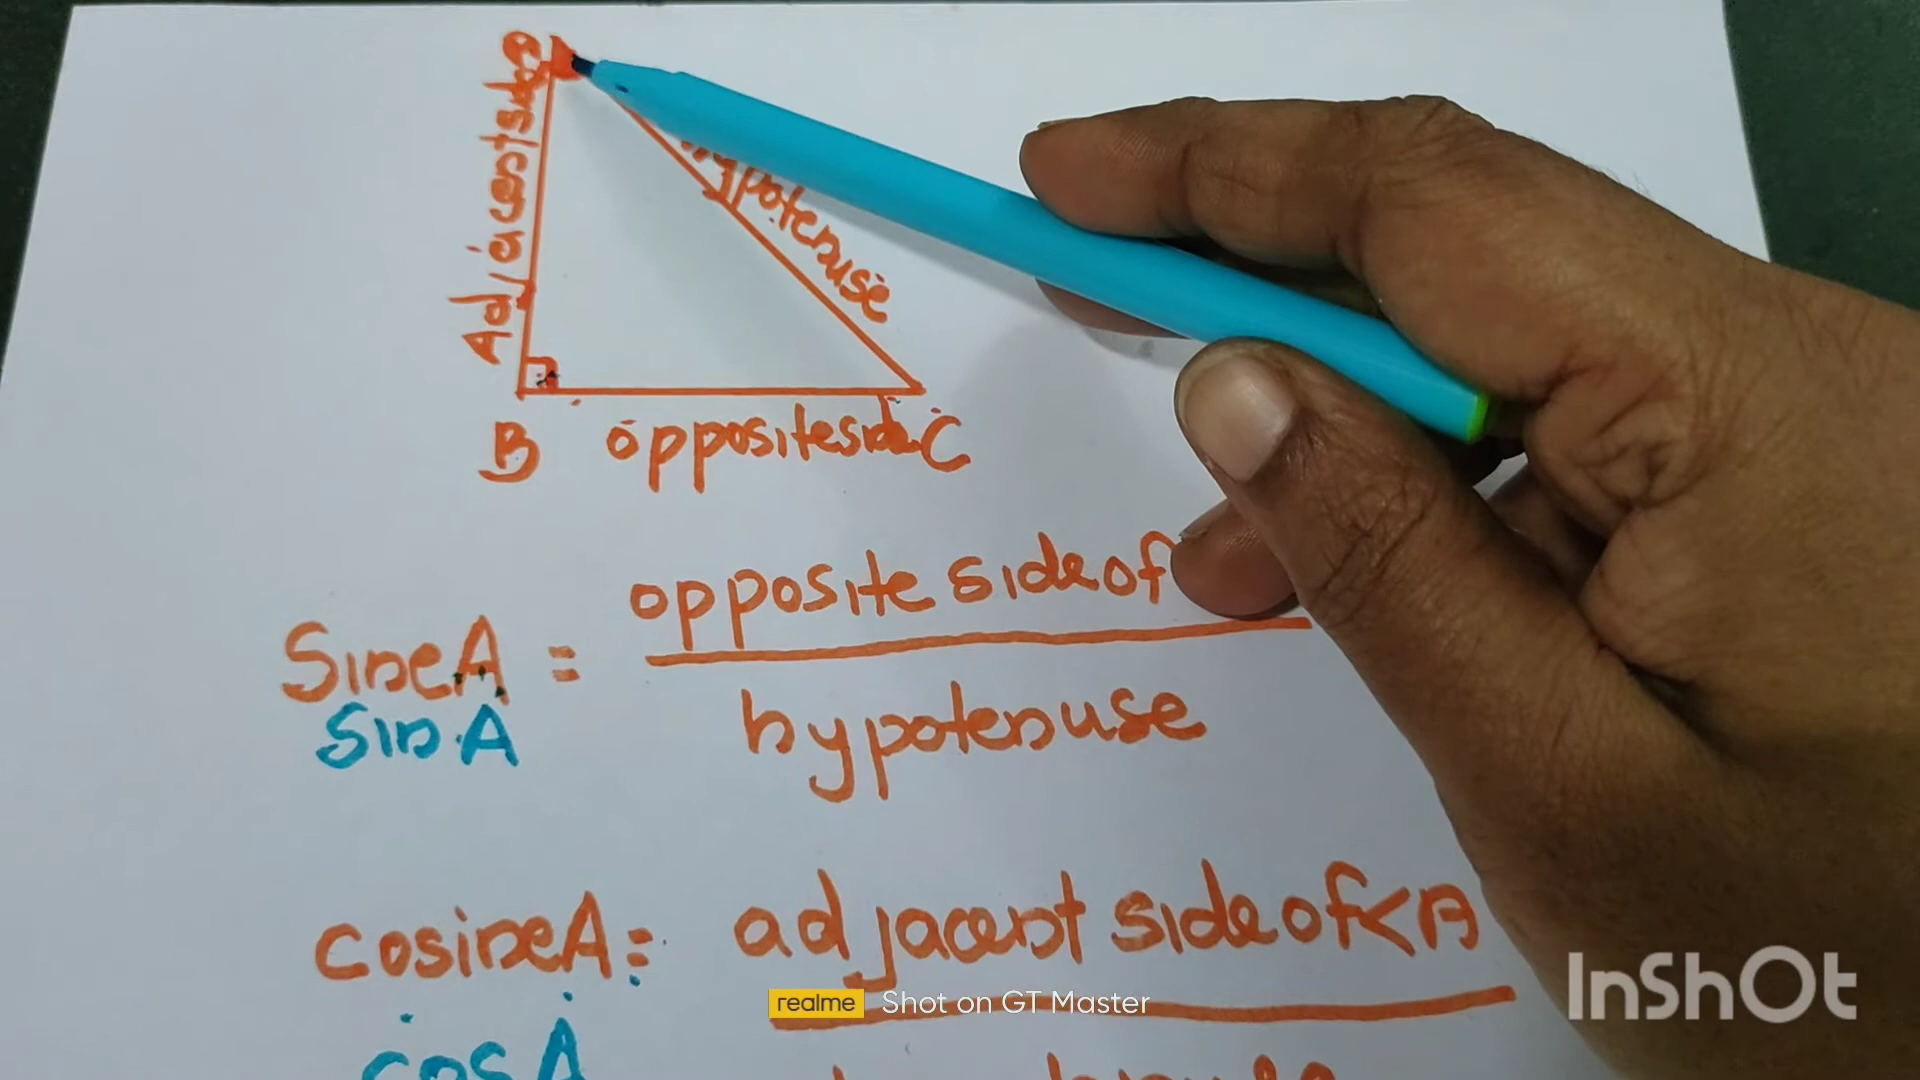 Adjacent side
hypotenuse
B opposite side C
opposite side of
Sine A =
hypotenuse
Sin A
adjacent side of < A
cosine A =
realme Shot on GT Master
InShOt
cos A